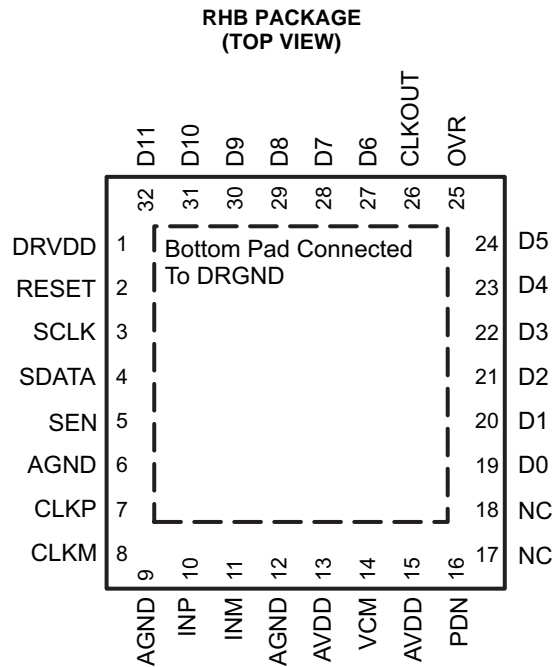 RHB PACKAGE
(TOP VIEW)
D11
D10
D9
D8
D7
D6
CLKOUT
OVR
32
31
30
29
28
27
26
25
DRVDD 1
RESET 2
SCLK 3
SDATA 4
SEN 5
AGND 6
CLKP 7
CLKM 8
Bottom Pad Connected
To DRGND
24 D5
23 D4
22 D3
21 D2
20 D1
19 D0
18 NC
17 NC
9
10
11
12
13
14
15
16
AGND
INP
INM
AGND
AVDD
VCM
AVDD
PDN